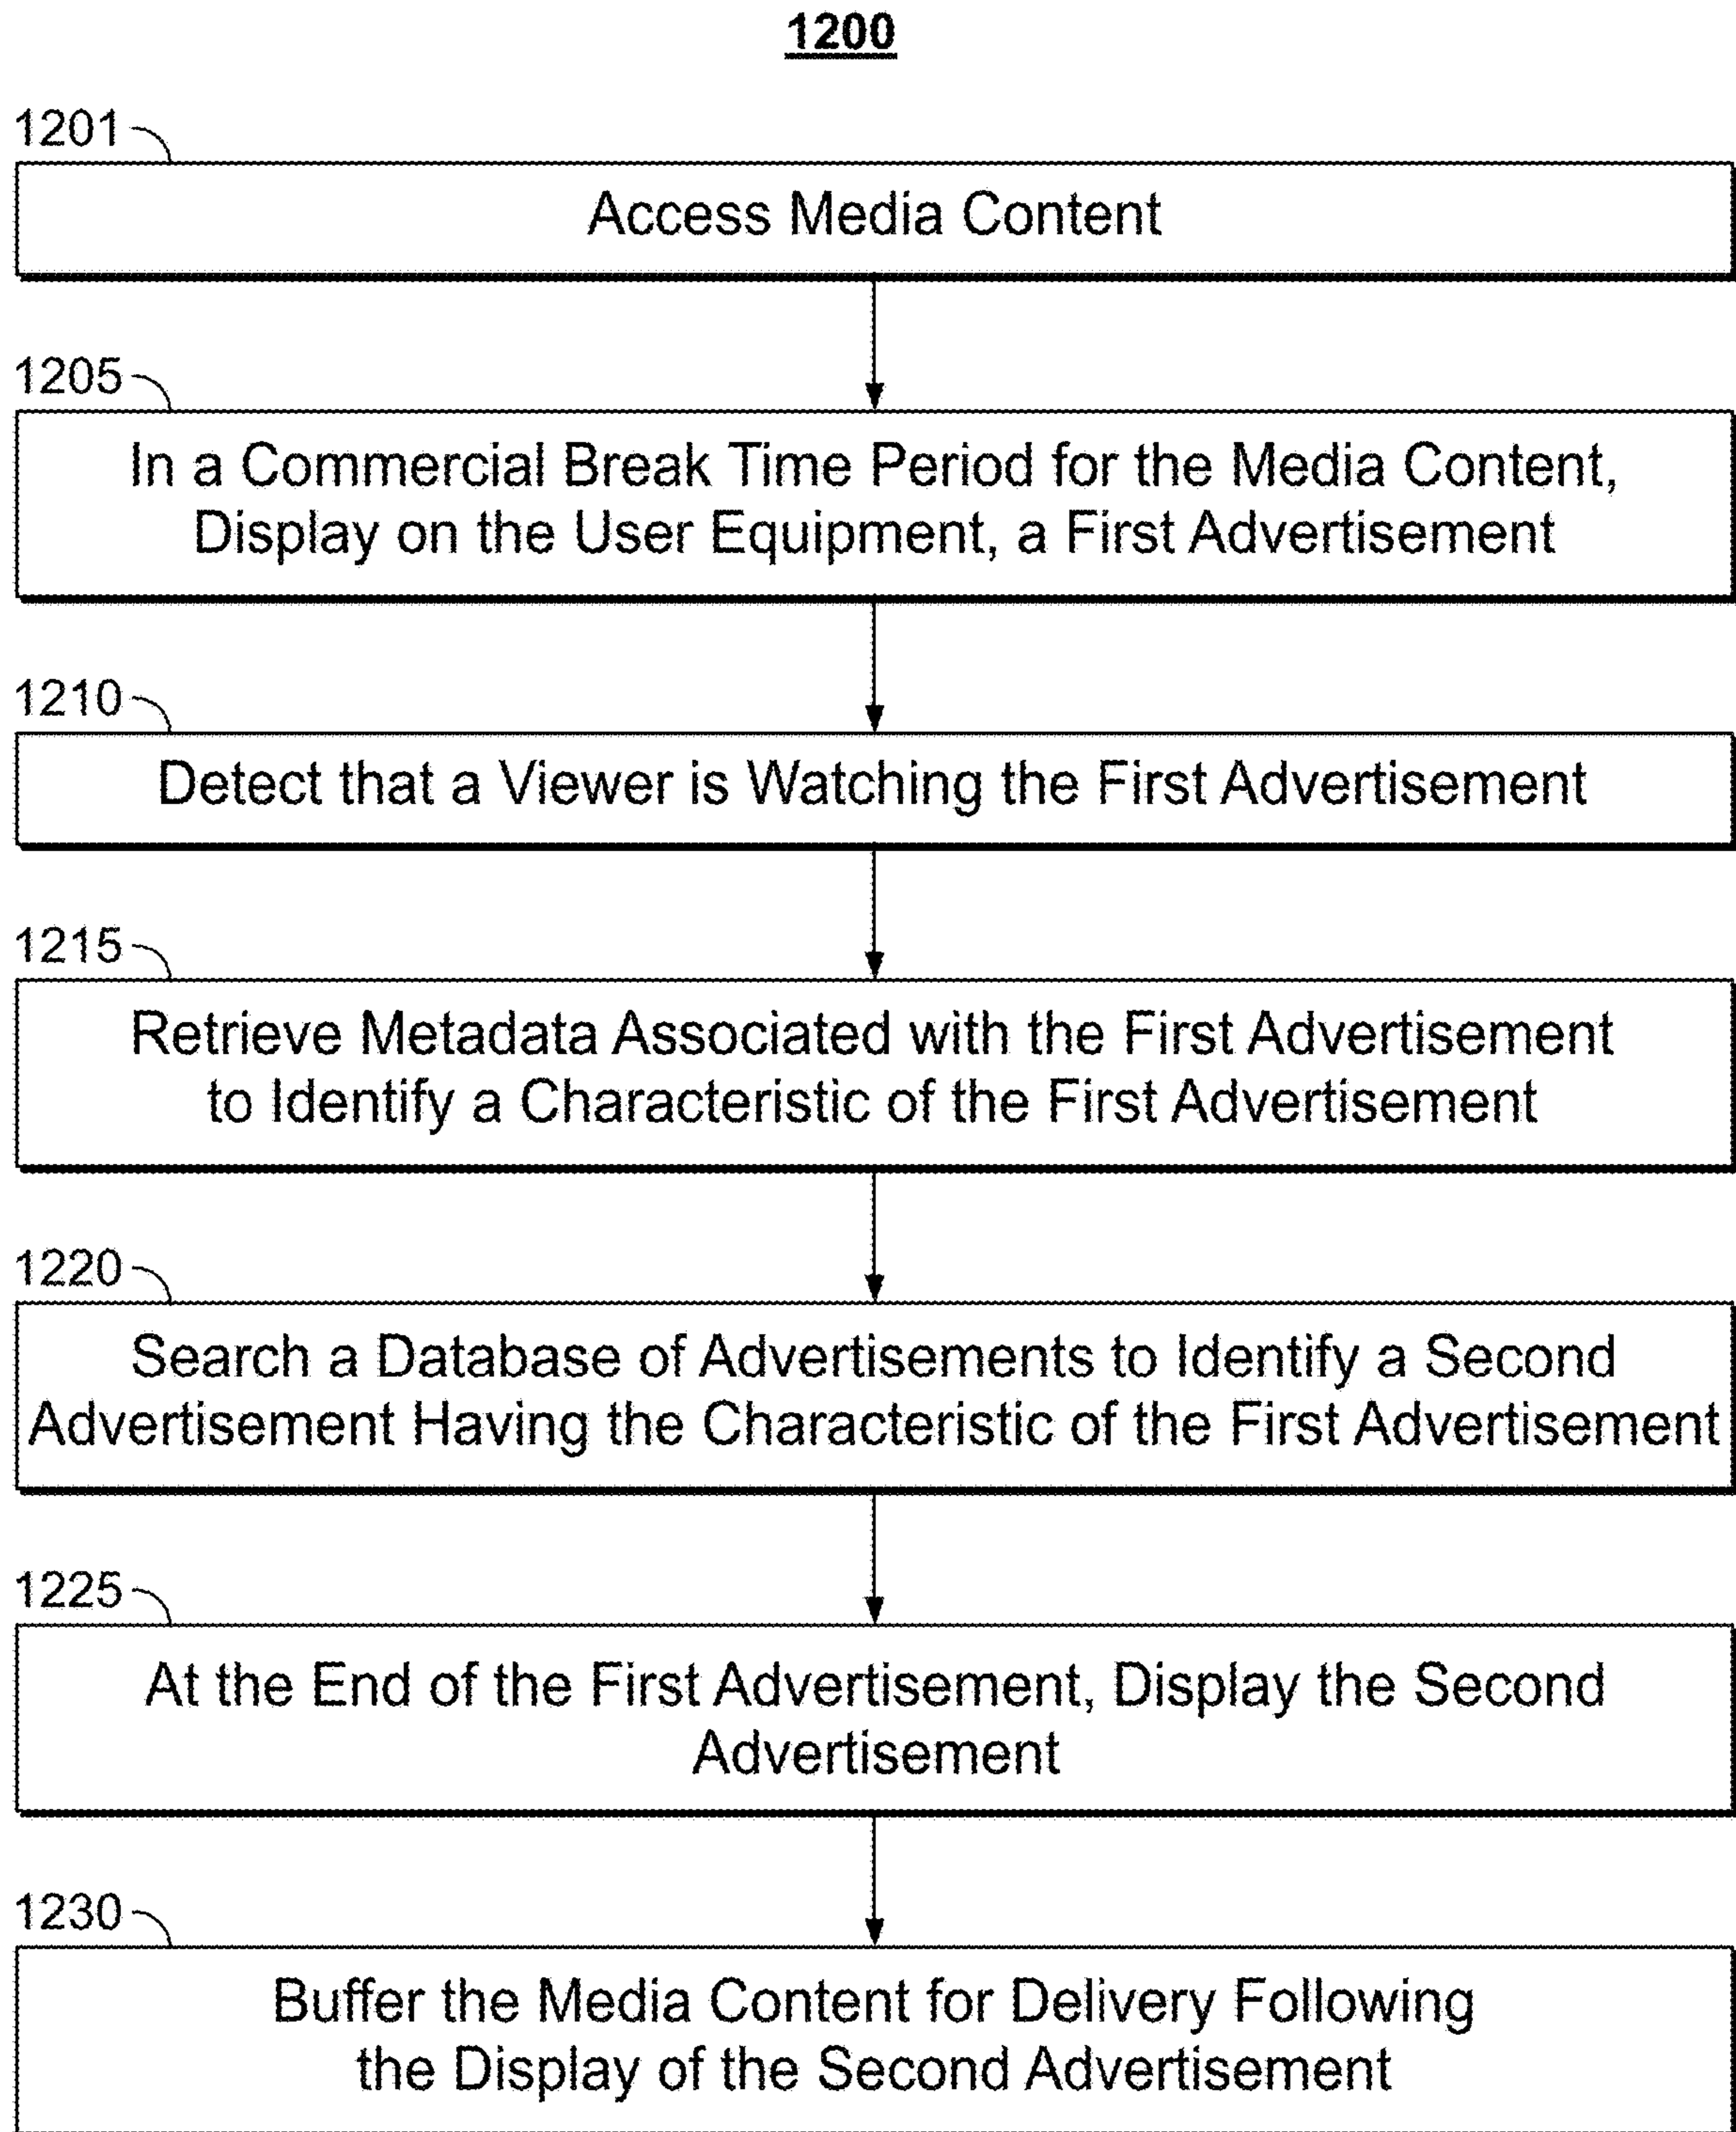 1200
1201
Access Media Content
1205
In a Commercial Break Time Period for the Media Content,
Display on the User Equipment, a First Advertisement
1210
Detect that a Viewer is Watching the First Advertisement
1215
Retrieve Metadata Associated with the First Advertisement
to Identify a Characteristic of the First Advertisement
1220
Search a Database of Advertisements to Identify a Second
Advertisement Having the Characteristic of the First Advertisement
1225
At the End of the First Advertisement, Display the Second
Advertisement
1230
Buffer the Media Content for Delivery Following
the Display of the Second Advertisement